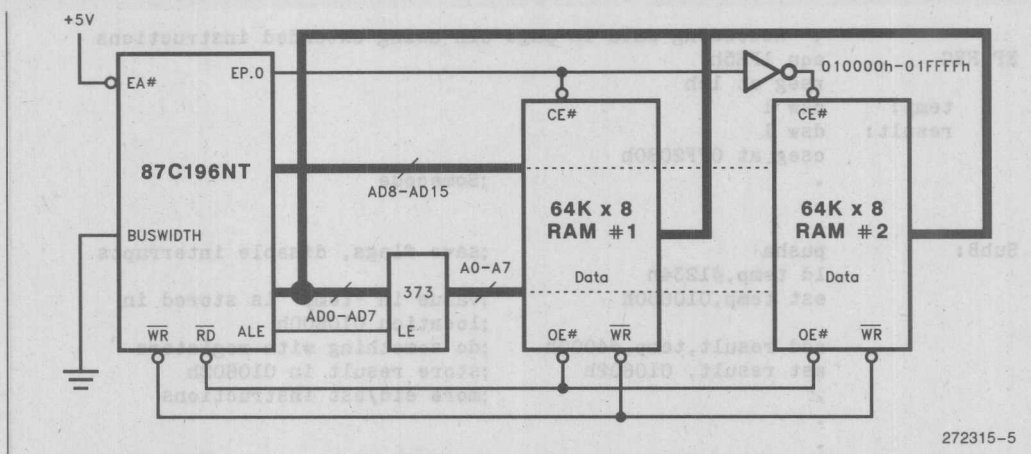 +5V
EA#
EP.0
010000h-01FFFFh
CE#
CE#
87C196NT
AD8-AD15
64K x 8
RAM #1
64K x 8
RAM #2
BUSWIDTH
A0-A7
Data
Data
373
AD0-AD7
ALE
LE
WR
RD
OE#
WR
OE#
WR
272315-5